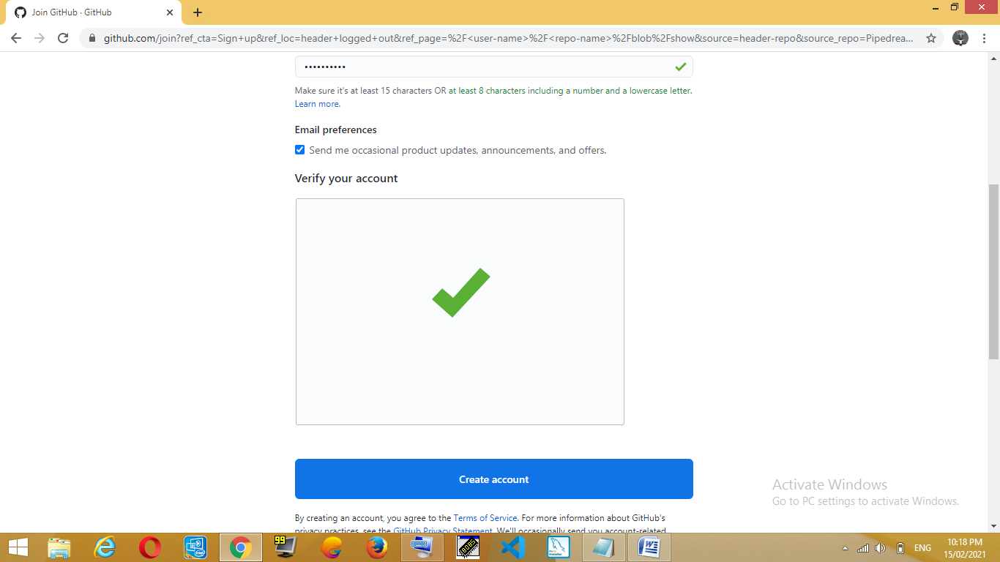 Join GitHub · GitHub
github.com/join?ref_cta=Sign+up&ref_loc=header+logged+out&ref_page=%2F<user-name>%2F<repo-name>%2Fblob%2Fshow&source=header-repo&source_repo=Pipedrea...
••••••••••
Make sure it's at least 15 characters OR at least 8 characters including a number and a lowercase letter.
Learn more.
Email preferences
Send me occasional product updates, announcements, and offers.
Verify your account
Create account
Activate Windows
Go to PC settings to activate Windows.
By creating an account, you agree to the Terms of Service. For more information about GitHub's
privacy practices, see the GitHub Privacy Statement. We'll occasionally send you account-related
99
ENG
10:18 PM
15/02/2021